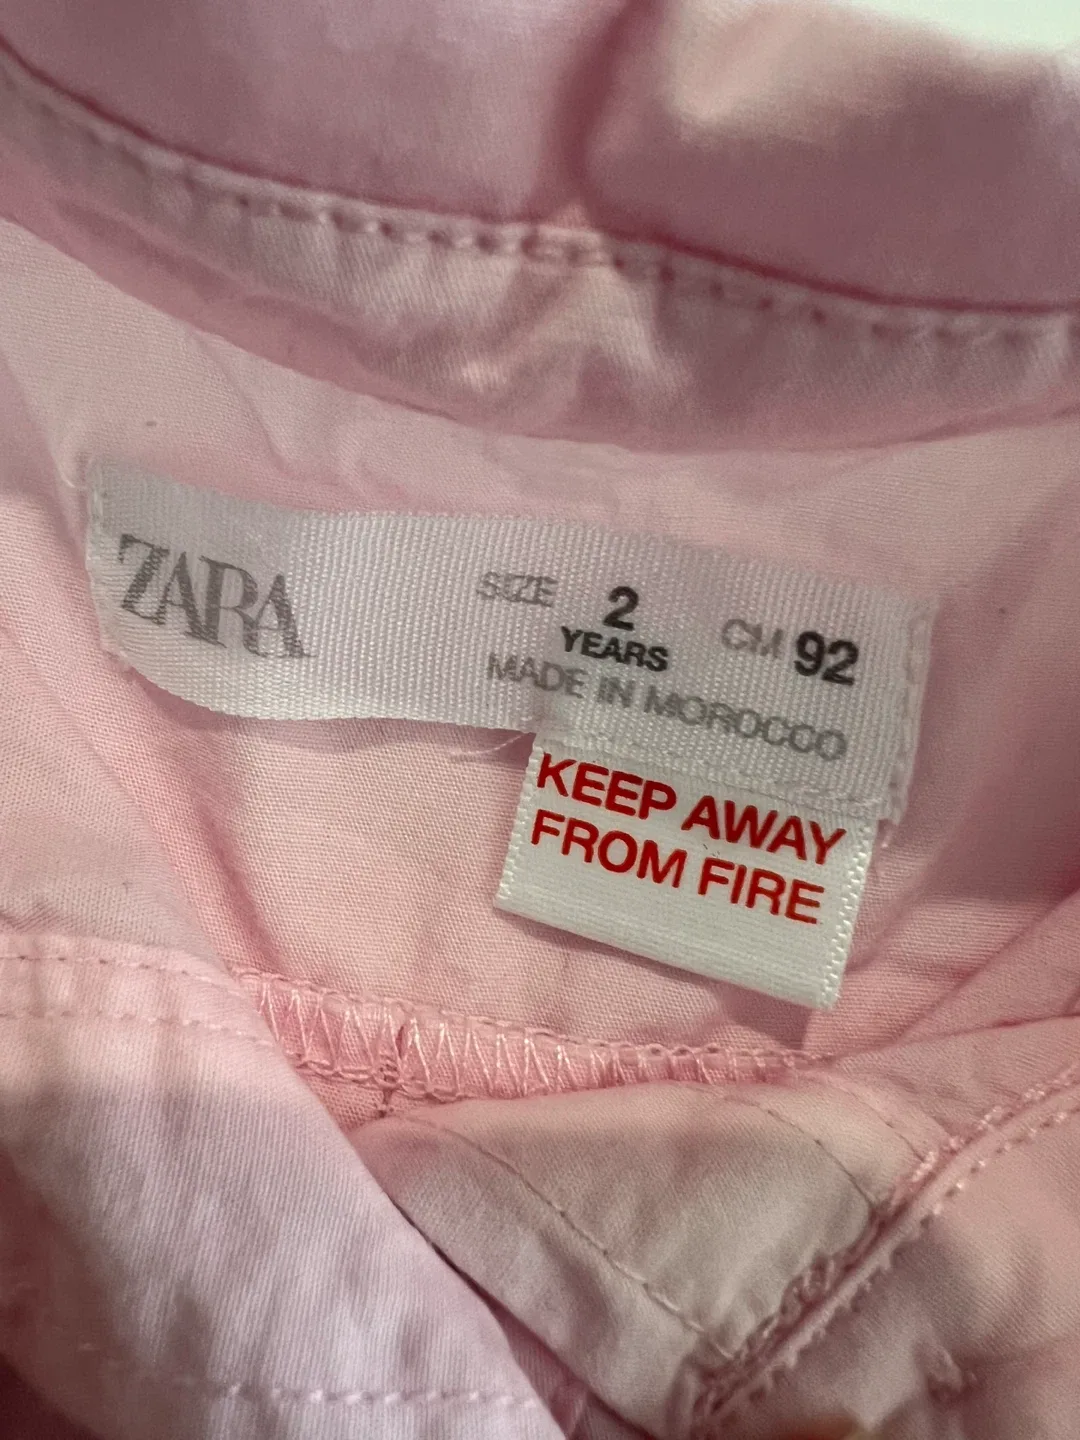 ZARA
SIZE 2 CM 92
YEARS
MADE IN MOROCCO
KEEP AWAY
FROM FIRE